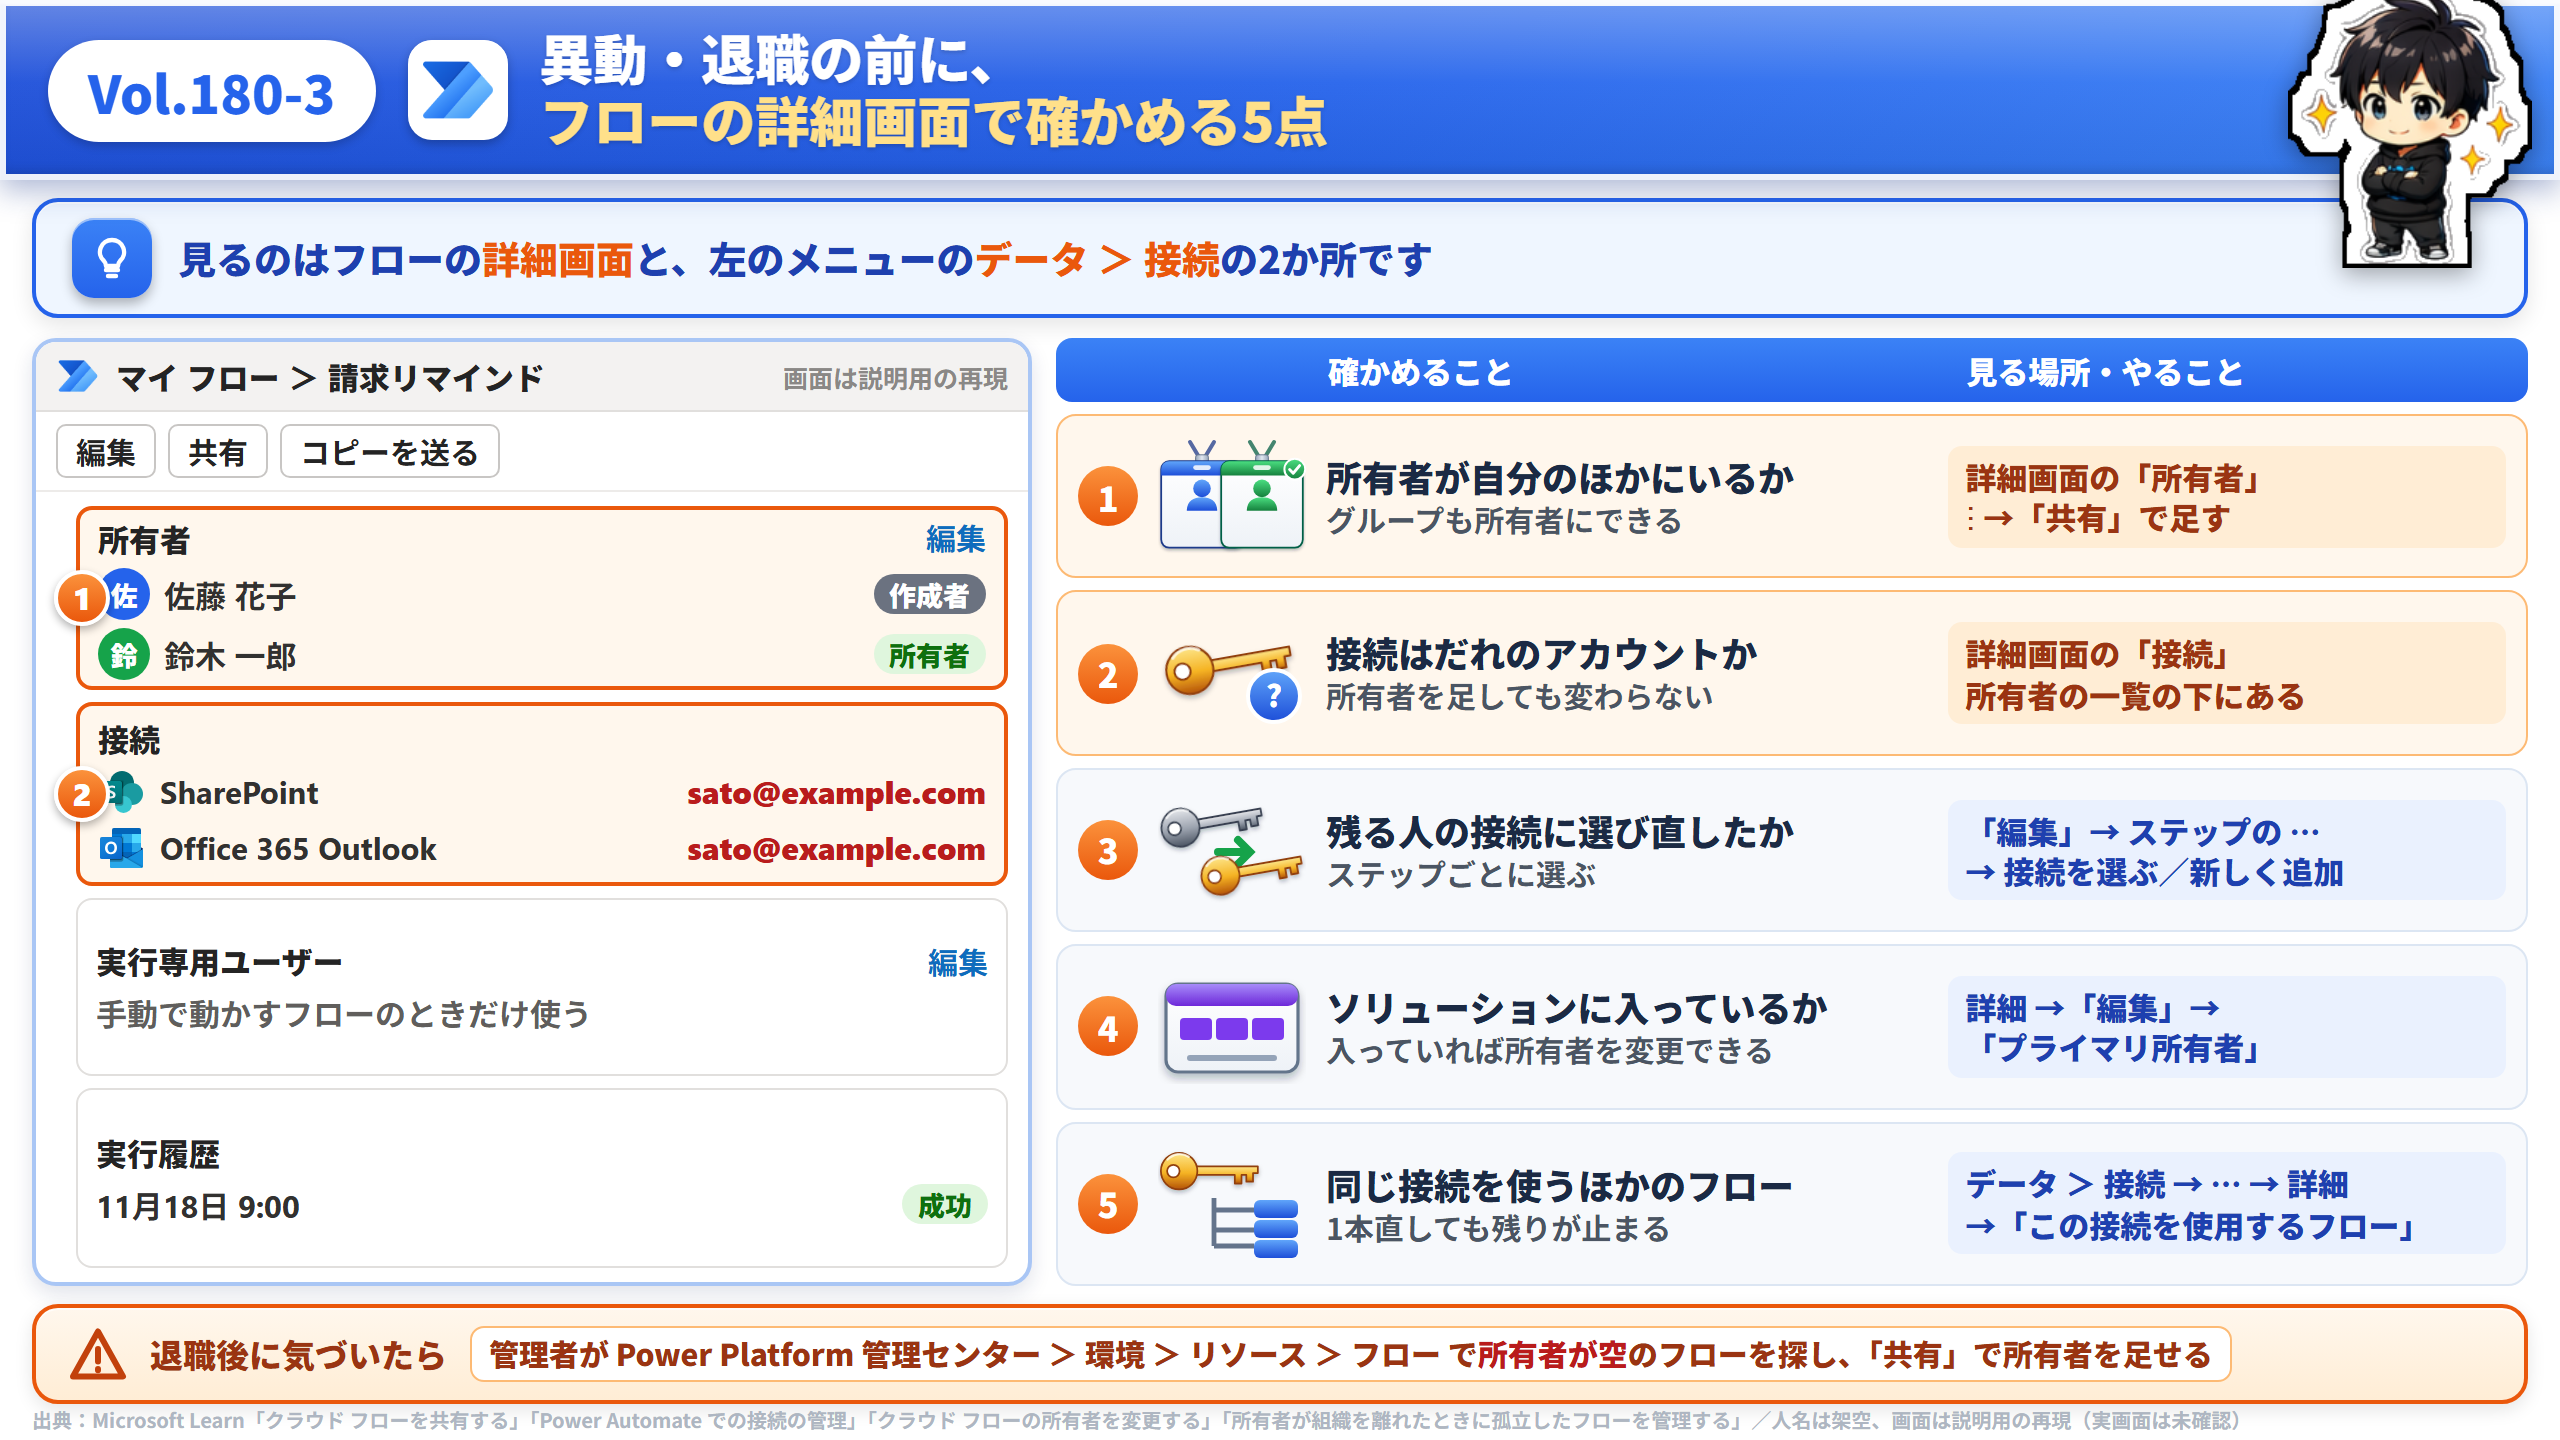 Vol.180-3
異動・退職の前に、
フローの詳細画面で確かめる5点
見るのはフローの詳細画面と、左のメニューのデータ ＞ 接続の2か所です
マイ フロー ＞ 請求リマインド
画面は説明用の再現
編集
共有
コピーを送る
所有者
編集
1
佐
佐藤 花子
作成者
鈴
鈴木 一郎
所有者
接続
2
S
SharePoint
sato@example.com
O
Office 365 Outlook
sato@example.com
実行専用ユーザー
編集
手動で動かすフローのときだけ使う
実行履歴
11月18日 9:00
成功
確かめること
見る場所・やること
1
所有者が自分のほかにいるか
グループも所有者にできる
詳細画面の「所有者」
⋮ →「共有」で足す
2
?
接続はだれのアカウントか
所有者を足しても変わらない
詳細画面の「接続」
所有者の一覧の下にある
3
残る人の接続に選び直したか
ステップごとに選ぶ
「編集」→ ステップの …
→ 接続を選ぶ／新しく追加
4
ソリューションに入っているか
入っていれば所有者を変更できる
詳細 →「編集」→
「プライマリ所有者」
5
同じ接続を使うほかのフロー
1本直しても残りが止まる
データ ＞ 接続 → … → 詳細
→「この接続を使用するフロー」
退職後に気づいたら
管理者が Power Platform 管理センター ＞ 環境 ＞ リソース ＞ フロー で所有者が空のフローを探し、「共有」で所有者を足せる
出典：Microsoft Learn「クラウド フローを共有する」「Power Automate での接続の管理」「クラウド フローの所有者を変更する」「所有者が組織を離れたときに孤立したフローを管理する」／人名は架空、画面は説明用の再現（実画面は未確認）